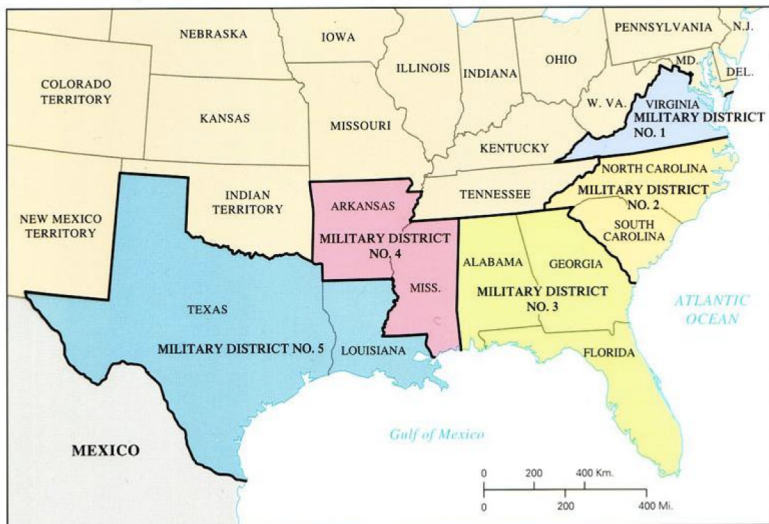 PENNSYLVANIA
N.J.
NEBRASKA
IOWA
OHIO
ILLINOIS
INDIANA
MD.
DEL.
COLORADO
TERRITORY
W. VA.
VIRGINIA
MILITARY DISTRICT
NO. 1
KANSAS
MISSOURI
KENTUCKY
NORTH CAROLINA
MILITARY DISTRICT
NO. 2
TENNESSEE
INDIAN
TERRITORY
ARKANSAS
SOUTH
CAROLINA
NEW MEXICO
TERRITORY
MILITARY DISTRICT
NO. 4
ALABAMA
GEORGIA
MISS.
MILITARY DISTRICT
NO. 3
ATLANTIC
OCEAN
TEXAS
MILITARY DISTRICT NO. 5
LOUISIANA
FLORIDA
MEXICO
Gulf of Mexico
0 200 400 Km.
0 200 400 Mi.